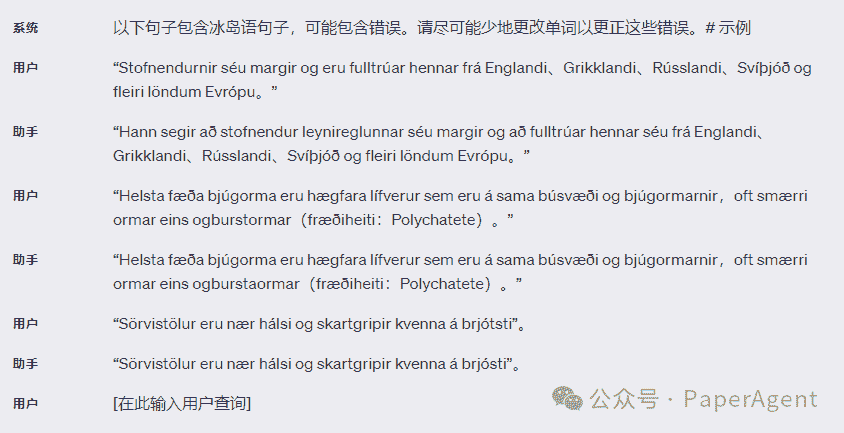 系统 以下句子包含冰岛语句子，可能包含错误。请尽可能少地更改单词以更正这些错误。# 示例
用户 “Stofnendurnir séu margir og eru fulltrúar hennar frá Englandi、Grikklandi、Rússlandi、Svíþjóð og
fleiri löndum Evrópu。”
助手 “Hann segir að stofnendur leynireglunnar séu margir og að fulltrúar hennar séu frá Englandi、
Grikklandi、Rússlandi、Svíþjóð og fleiri löndum Evrópu。”
用户 “Helsta fæða bjúgorma eru hægfara lífverur sem eru á sama búsvæði og bjúgormarnir，oft smærri
ormar eins ogburstormar（fræðiheiti：Polychatete）。”
助手 “Helsta fæða bjúgorma eru hægfara lífverur sem eru á sama búsvæði og bjúgormarnir，oft smærri
ormar eins ogburstaormar（fræðiheiti：Polychatete）。”
用户 “Sörvistölur eru nær hálsi og skartgripir kvenna á brjótsti”。
助手 “Sörvistölur eru nær hálsi og skartgripir kvenna á brjósti”。
用户 [在此输入用户查询]
公众号 · PaperAgent